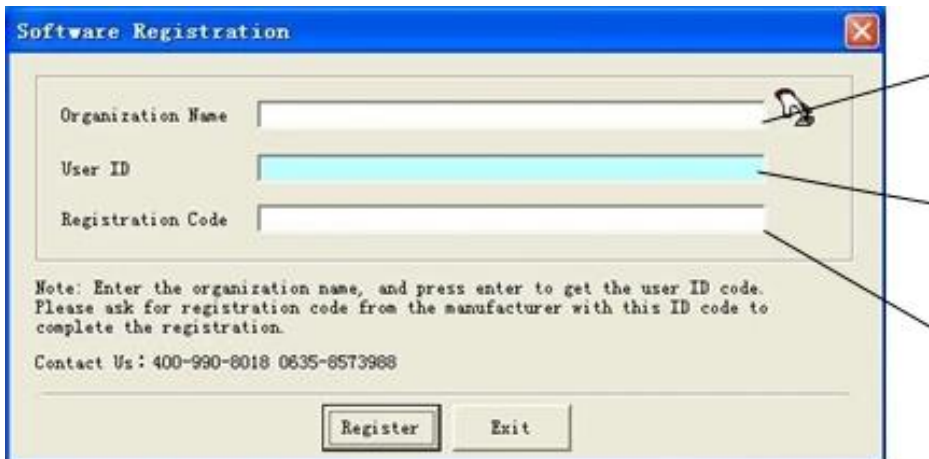 Software Registration
Organization Name
User ID
Registration Code
Note: Enter the organization name, and press enter to get the user ID code.
Please ask for registration code from the manufacturer with this ID code to
complete the registration.
Contact Us：400-990-8018 0635-8573988
Register Exit